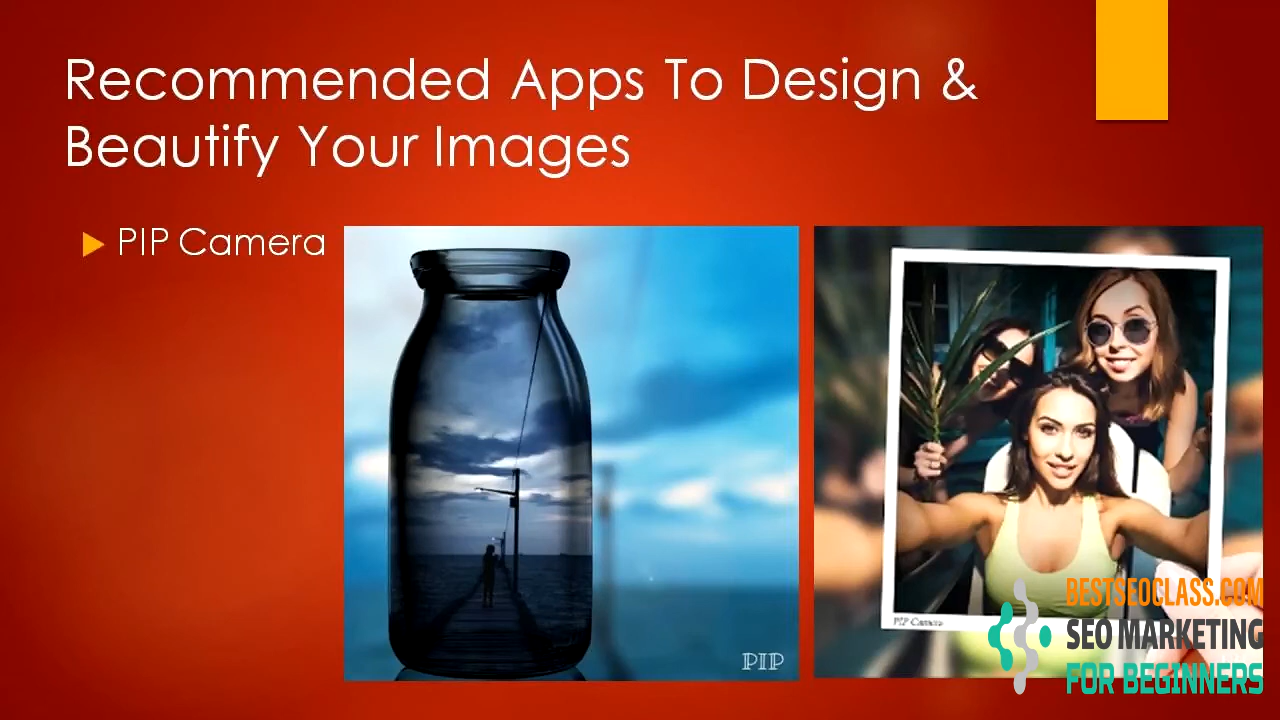 Recommended Apps To Design &
Beautify Your Images
PIP Camera
PIP
PIP Camera
BESTSEOCLASS.COM
SEO MARKETING
FOR BEGINNERS